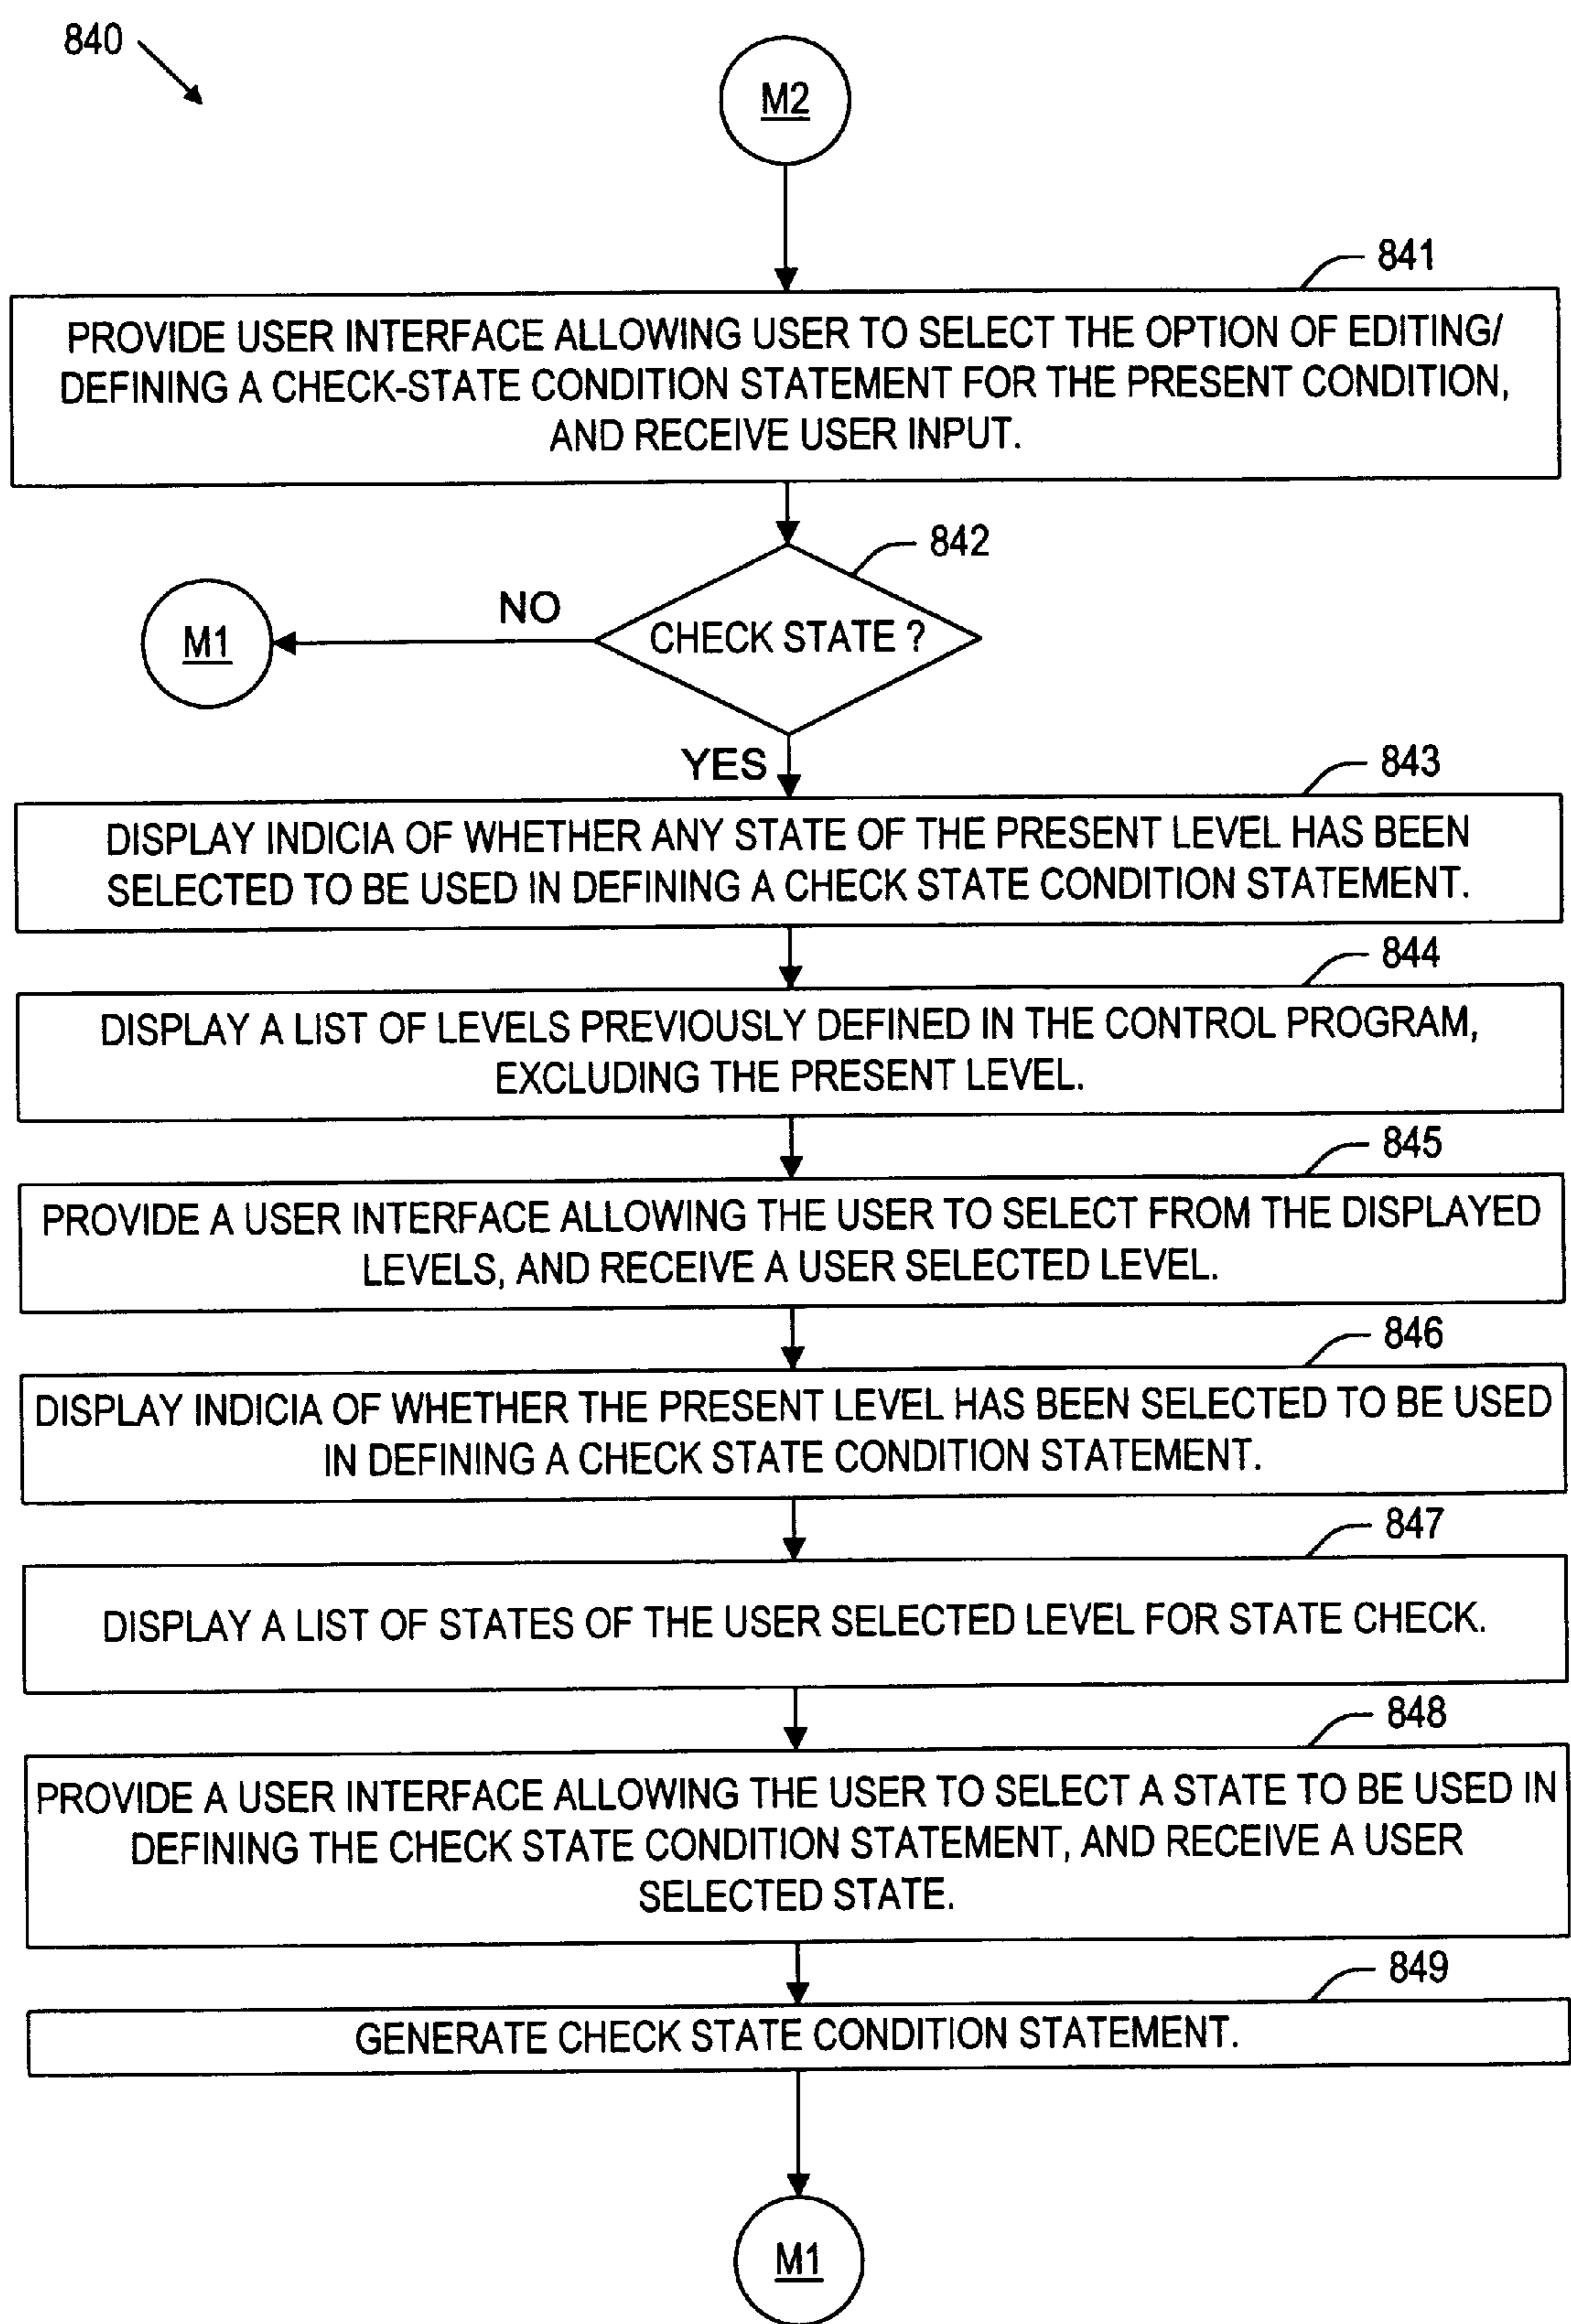 840
M2
841
PROVIDE USER INTERFACE ALLOWING USER TO SELECT THE OPTION OF EDITING/
DEFINING A CHECK-STATE CONDITION STATEMENT FOR THE PRESENT CONDITION,
AND RECEIVE USER INPUT.
842
NO
M1
CHECK STATE ?
YES
843
DISPLAY INDICIA OF WHETHER ANY STATE OF THE PRESENT LEVEL HAS BEEN
SELECTED TO BE USED IN DEFINING A CHECK STATE CONDITION STATEMENT.
844
DISPLAY A LIST OF LEVELS PREVIOUSLY DEFINED IN THE CONTROL PROGRAM,
EXCLUDING THE PRESENT LEVEL.
845
PROVIDE A USER INTERFACE ALLOWING THE USER TO SELECT FROM THE DISPLAYED
LEVELS, AND RECEIVE A USER SELECTED LEVEL.
846
DISPLAY INDICIA OF WHETHER THE PRESENT LEVEL HAS BEEN SELECTED TO BE USED
IN DEFINING A CHECK STATE CONDITION STATEMENT.
847
DISPLAY A LIST OF STATES OF THE USER SELECTED LEVEL FOR STATE CHECK.
848
PROVIDE A USER INTERFACE ALLOWING THE USER TO SELECT A STATE TO BE USED IN
DEFINING THE CHECK STATE CONDITION STATEMENT, AND RECEIVE A USER
SELECTED STATE.
849
GENERATE CHECK STATE CONDITION STATEMENT.
M1